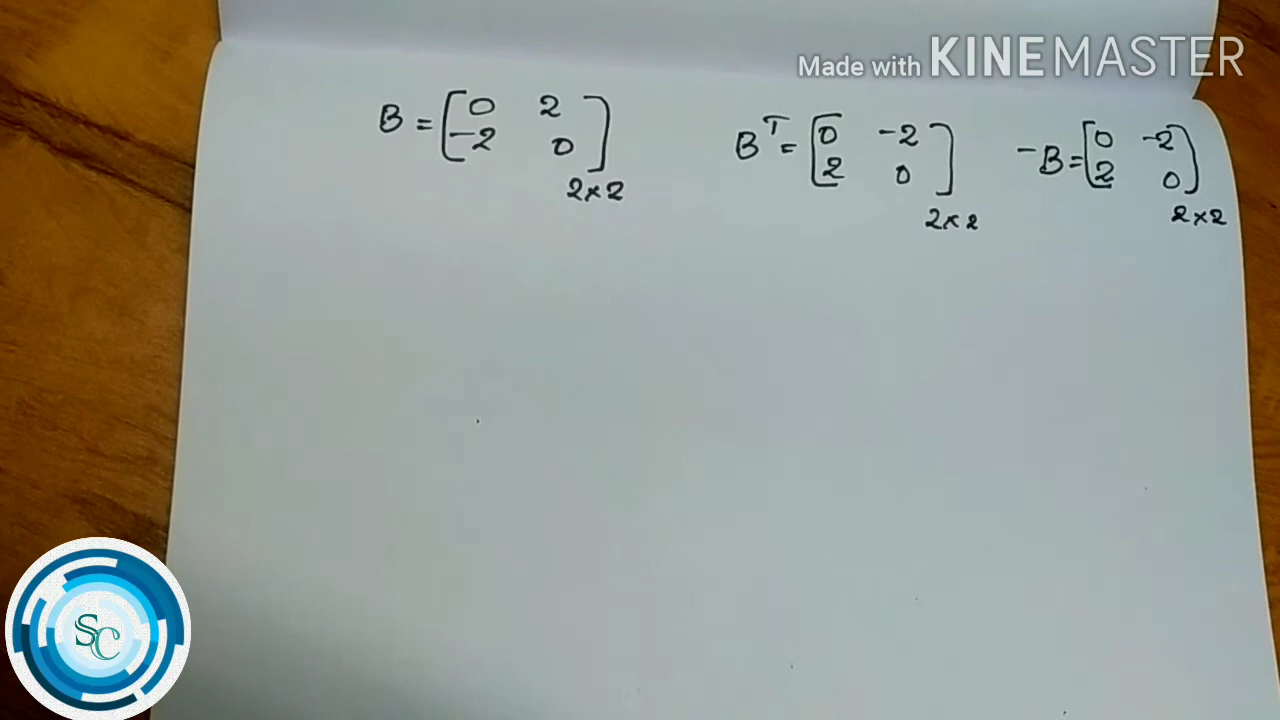 Made with KINEMASTER
B = [0 2
-2 0] 2×2
B^T = [0 -2
2 0] 2×2
-B = [0 -2
2 0] 2×2
SC